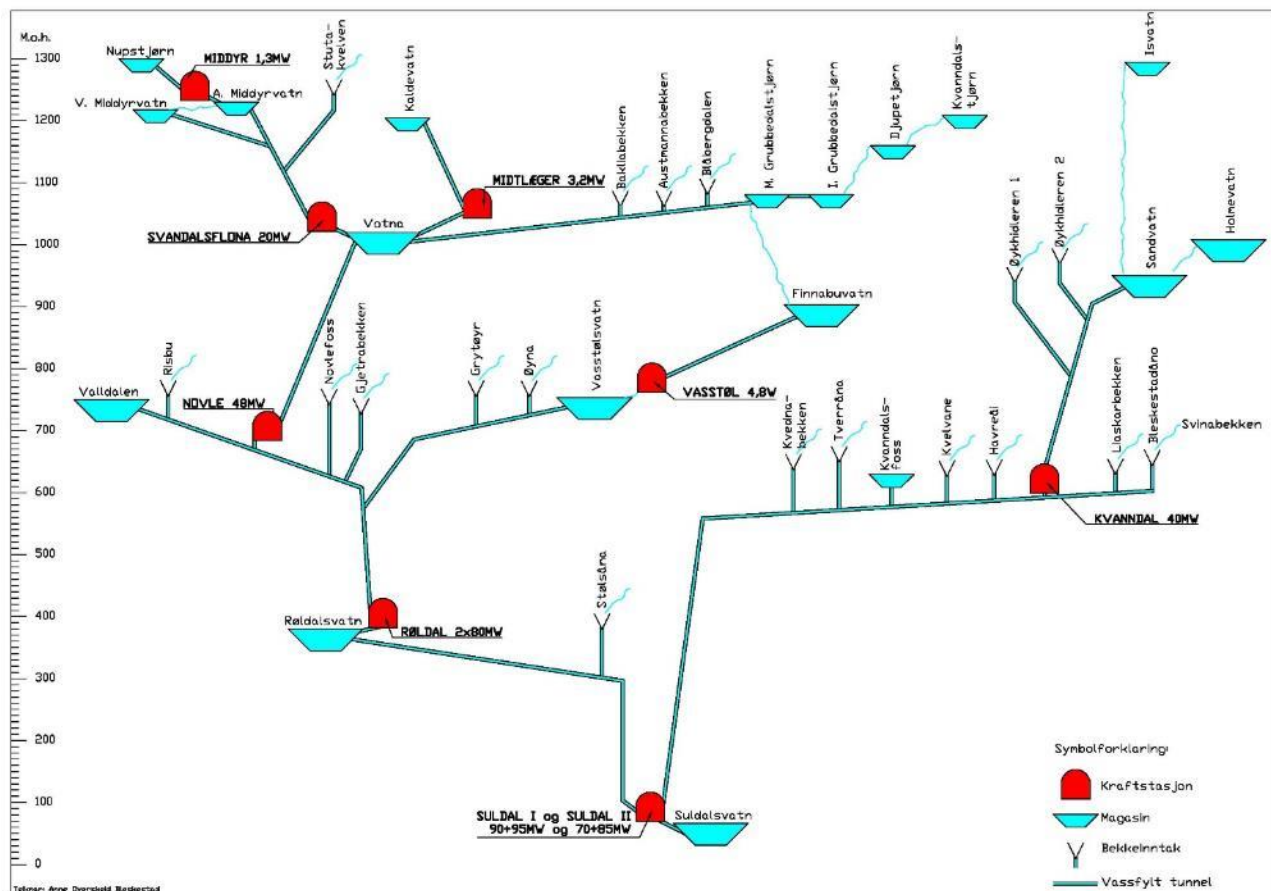 M.o.h.
1300
1200
1100
1000
900
800
700
600
500
400
300
200
100
0
Nupstjørn
MIDDYR 1,3MW
V. Middyrvatn
A. Middyrvatn
Stuta-
kvelven
Kaldevatn
MIDTLÆGER 3,2MW
SVANDALSFLONA 20MW
Votna
Bakllabekken
Austmannabekken
Blåbergdalen
M. Grubbedalstjørn
I. Grubbedalstjørn
Djupetjørn
Kvanndals-
tjørn
Isvatn
Øykhidleren 1
Øykhidleren 2
Sandvatn
Holmevatn
Finnabuvatn
Valldalen
Risbu
NOVLE 48MW
Novlefoss
Gjetrabekken
Grytøyr
Øyna
Vasstølsvatn
VASSTØL 4,8W
Kvedna-
bekken
Tverråna
Kvanndals-
foss
Kvelvane
Havreåi
Liaskarbekken
Bleskestadåno
Svinabekken
KVANNDAL 40MW
Røldalsvatn
RØLDAL 2x80MW
Stølsåna
SULDAL I og SULDAL II
90+95MW og 70+85MW
Suldalsvatn
Symbolforklaring:
Kraftstasjon
Magasin
Bekkeinntak
Vassfylt tunnel